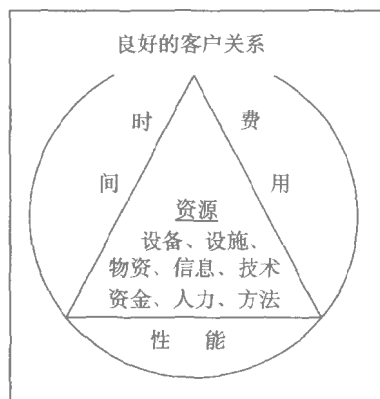 良好的客户关系
时 费
间 用
资源
设备、设施、
物资、信息、技术
资金、人力、方法
性 能